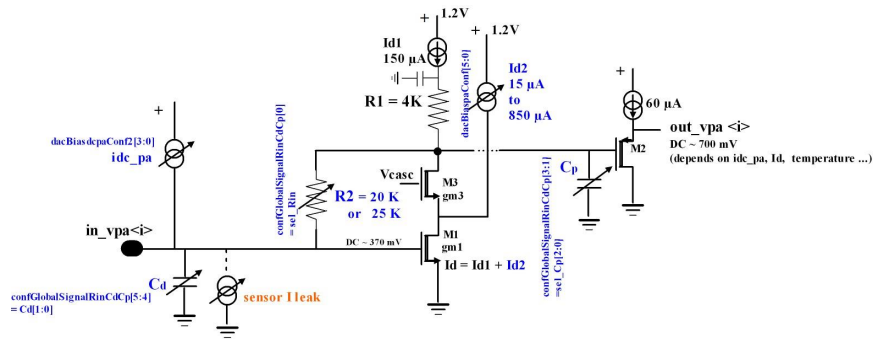 1.2V
Id1
150 µA
1.2V
dacBiaspaConf[5:0]
Id2
15 µA
to
850 µA
60 µA
R1 = 4K
out_vpa <i>
DC ~ 700 mV
(depends on idc_pa, Id, temperature ...)
dacBiasdcpaConf2[3:0]
idc_pa
confGlobalSignalRinCdCp[0]
= sel_Rin
Vcasc
M3
gm3
Cp
M2
R2 = 20 K
or 25 K
confGlobalSignalRinCdCp[3:1]
=sel_Cp[2:0]
in_vpa<i>
DC ~ 370 mV
M1
gm1
Id = Id1 + Id2
Cd
sensor I leak
confGlobalSignalRinCdCp[5:4]
= Cd[1:0]